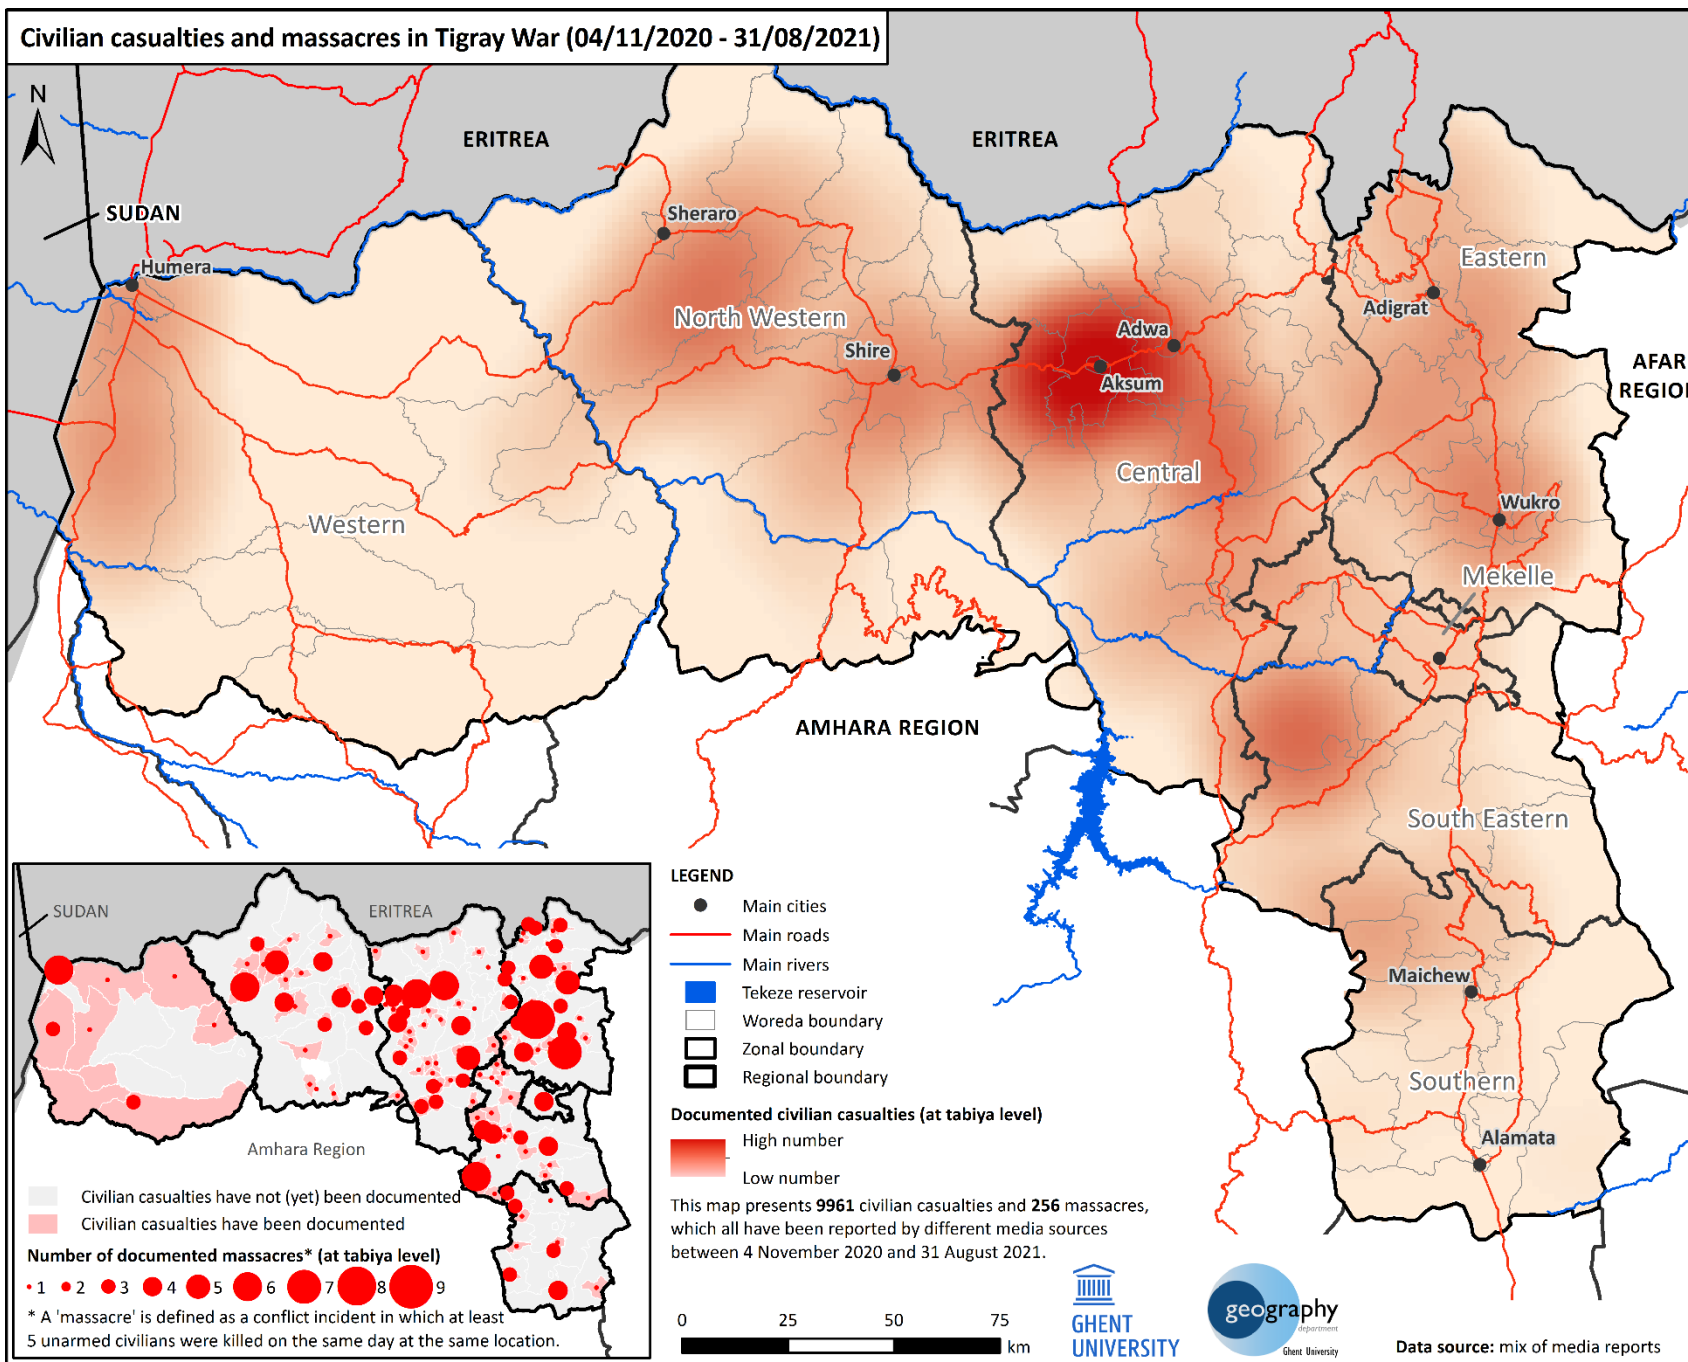 Civilian casualties and massacres in Tigray War (04/11/2020 - 31/08/2021)
N
ERITREA
ERITREA
SUDAN
Humera
Sheraro
Eastern
Adigrat
North Western
Shire
Adwa
Aksum
AFAR
REGION
Central
Wukro
Western
Mekelle
AMHARA REGION
South Eastern
Maichew
Southern
Alamata
SUDAN
ERITREA
Amhara Region
Civilian casualties have not (yet) been documented
Civilian casualties have been documented
Number of documented massacres* (at tabiya level)
1 2 3 4 5 6 7 8 9
* A 'massacre' is defined as a conflict incident in which at least
5 unarmed civilians were killed on the same day at the same location.
LEGEND
Main cities
Main roads
Main rivers
Tekeze reservoir
Woreda boundary
Zonal boundary
Regional boundary
Documented civilian casualties (at tabiya level)
High number
Low number
This map presents 9961 civilian casualties and 256 massacres,
which all have been reported by different media sources
between 4 November 2020 and 31 August 2021.
0 25 50 75
km
GHENT
UNIVERSITY
geography
department
Ghent University
Data source: mix of media reports